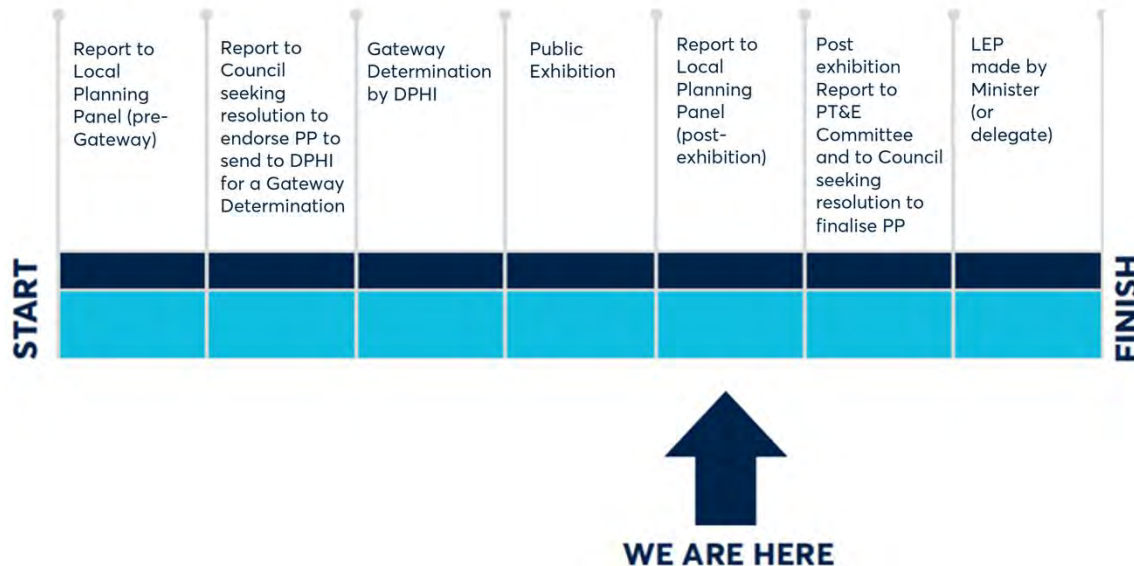 START
Report to
Local
Planning
Panel (pre-
Gateway)
Report to
Council
seeking
resolution to
endorse PP to
send to DPHI
for a Gateway
Determination
Gateway
Determination
by DPHI
Public
Exhibition
Report to
Local
Planning
Panel
(post-
exhibition)
Post
exhibition
Report to
PT&E
Committee
and to Council
seeking
resolution to
finalise PP
LEP
made by
Minister
(or
delegate)
FINISH
WE ARE HERE